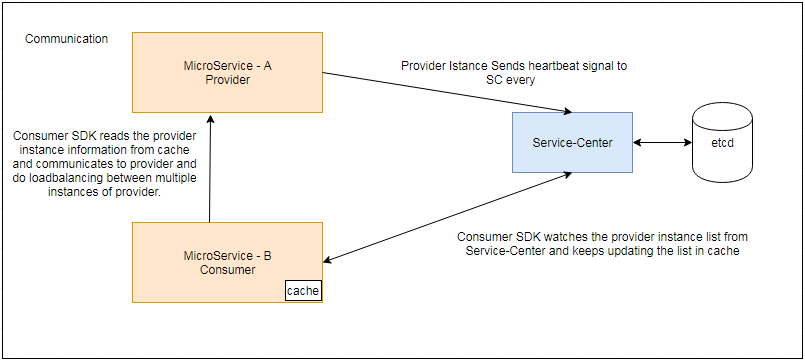 Communication
MicroService - A
Provider
Provider Istance Sends heartbeat signal to
SC every
Consumer SDK reads the provider
instance information from cache
and communicates to provider and
do loadbalancing between multiple
instances of provider.
Service-Center
etcd
MicroService - B
Consumer
cache
Consumer SDK watches the provider instance list from
Service-Center and keeps updating the list in cache